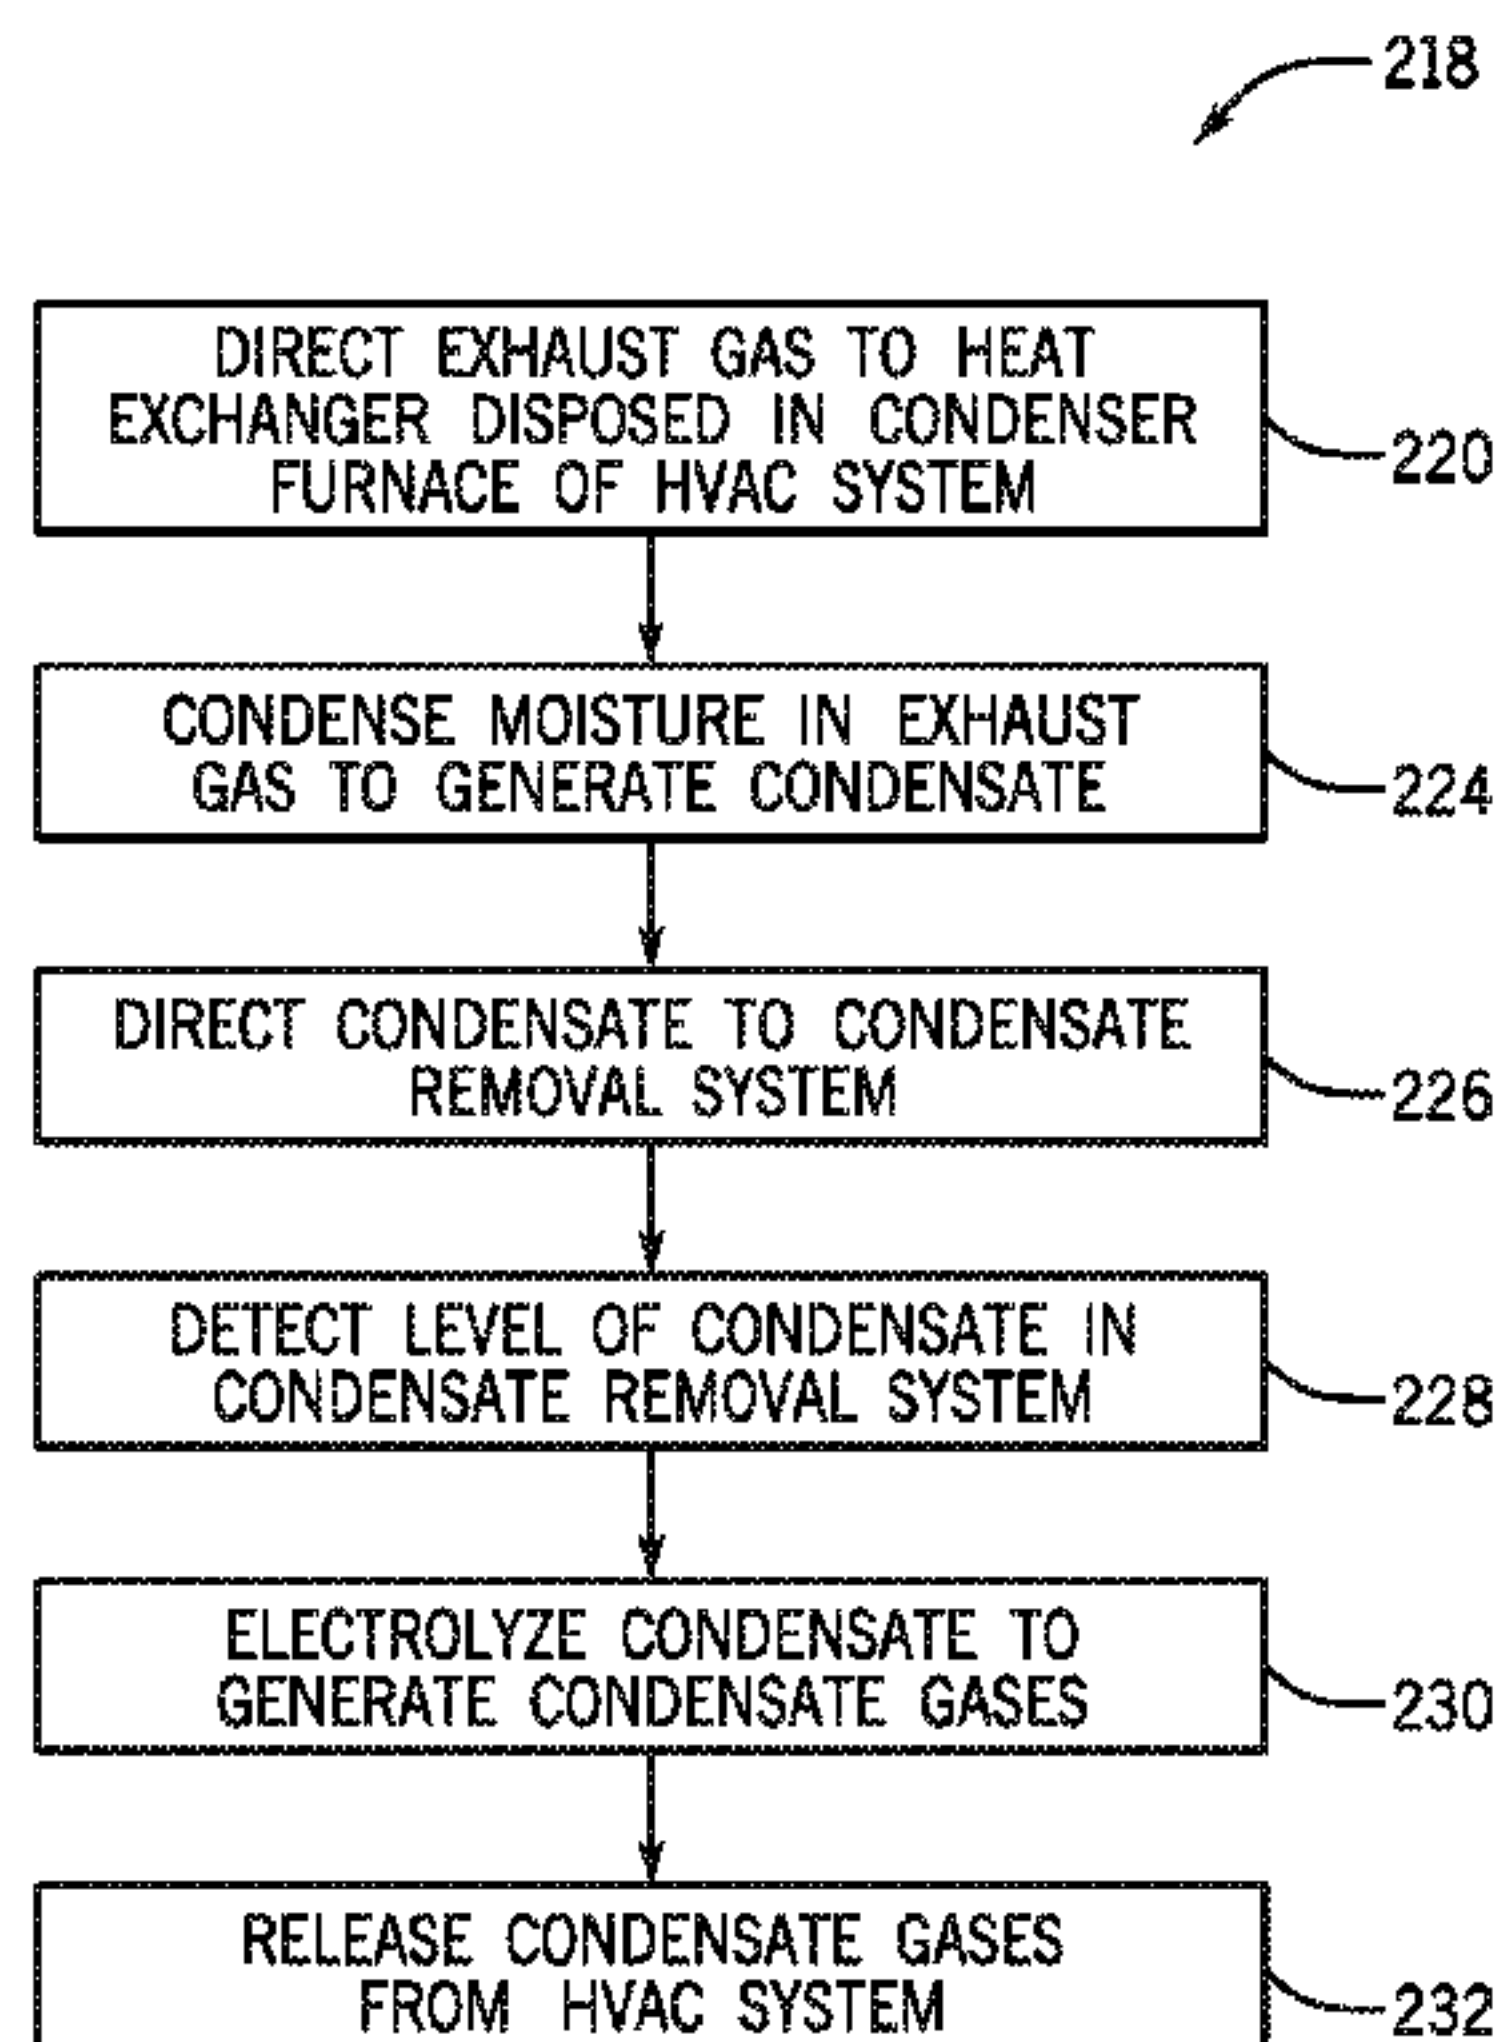 218
DIRECT EXHAUST GAS TO HEAT
EXCHANGER DISPOSED IN CONDENSER
FURNACE OF HVAC SYSTEM
220
CONDENSE MOISTURE IN EXHAUST
GAS TO GENERATE CONDENSATE
224
DIRECT CONDENSATE TO CONDENSATE
REMOVAL SYSTEM
226
DETECT LEVEL OF CONDENSATE IN
CONDENSATE REMOVAL SYSTEM
228
ELECTROLYZE CONDENSATE TO
GENERATE CONDENSATE GASES
230
RELEASE CONDENSATE GASES
FROM HVAC SYSTEM
232